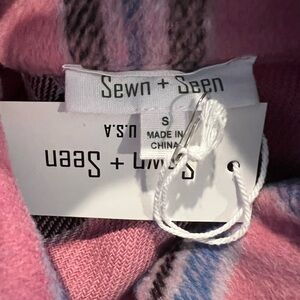 Sewn + Seen
S
MADE IN
CHINA
Sewn + Seen
U.S.A